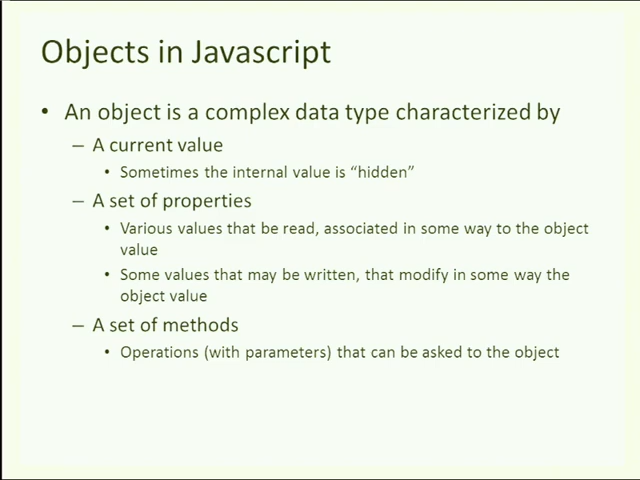 Objects in Javascript
• An object is a complex data type characterized by
– A current value
• Sometimes the internal value is “hidden”
– A set of properties
• Various values that be read, associated in some way to the object
value
• Some values that may be written, that modify in some way the
object value
– A set of methods
• Operations (with parameters) that can be asked to the object